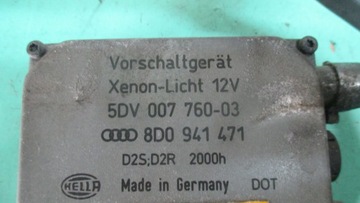 Vorschaltgerät
Xenon-Licht 12V
5DV 007 760-03
8D0 941 471
D2S;D2R 2000h
HELLA Made in Germany DOT